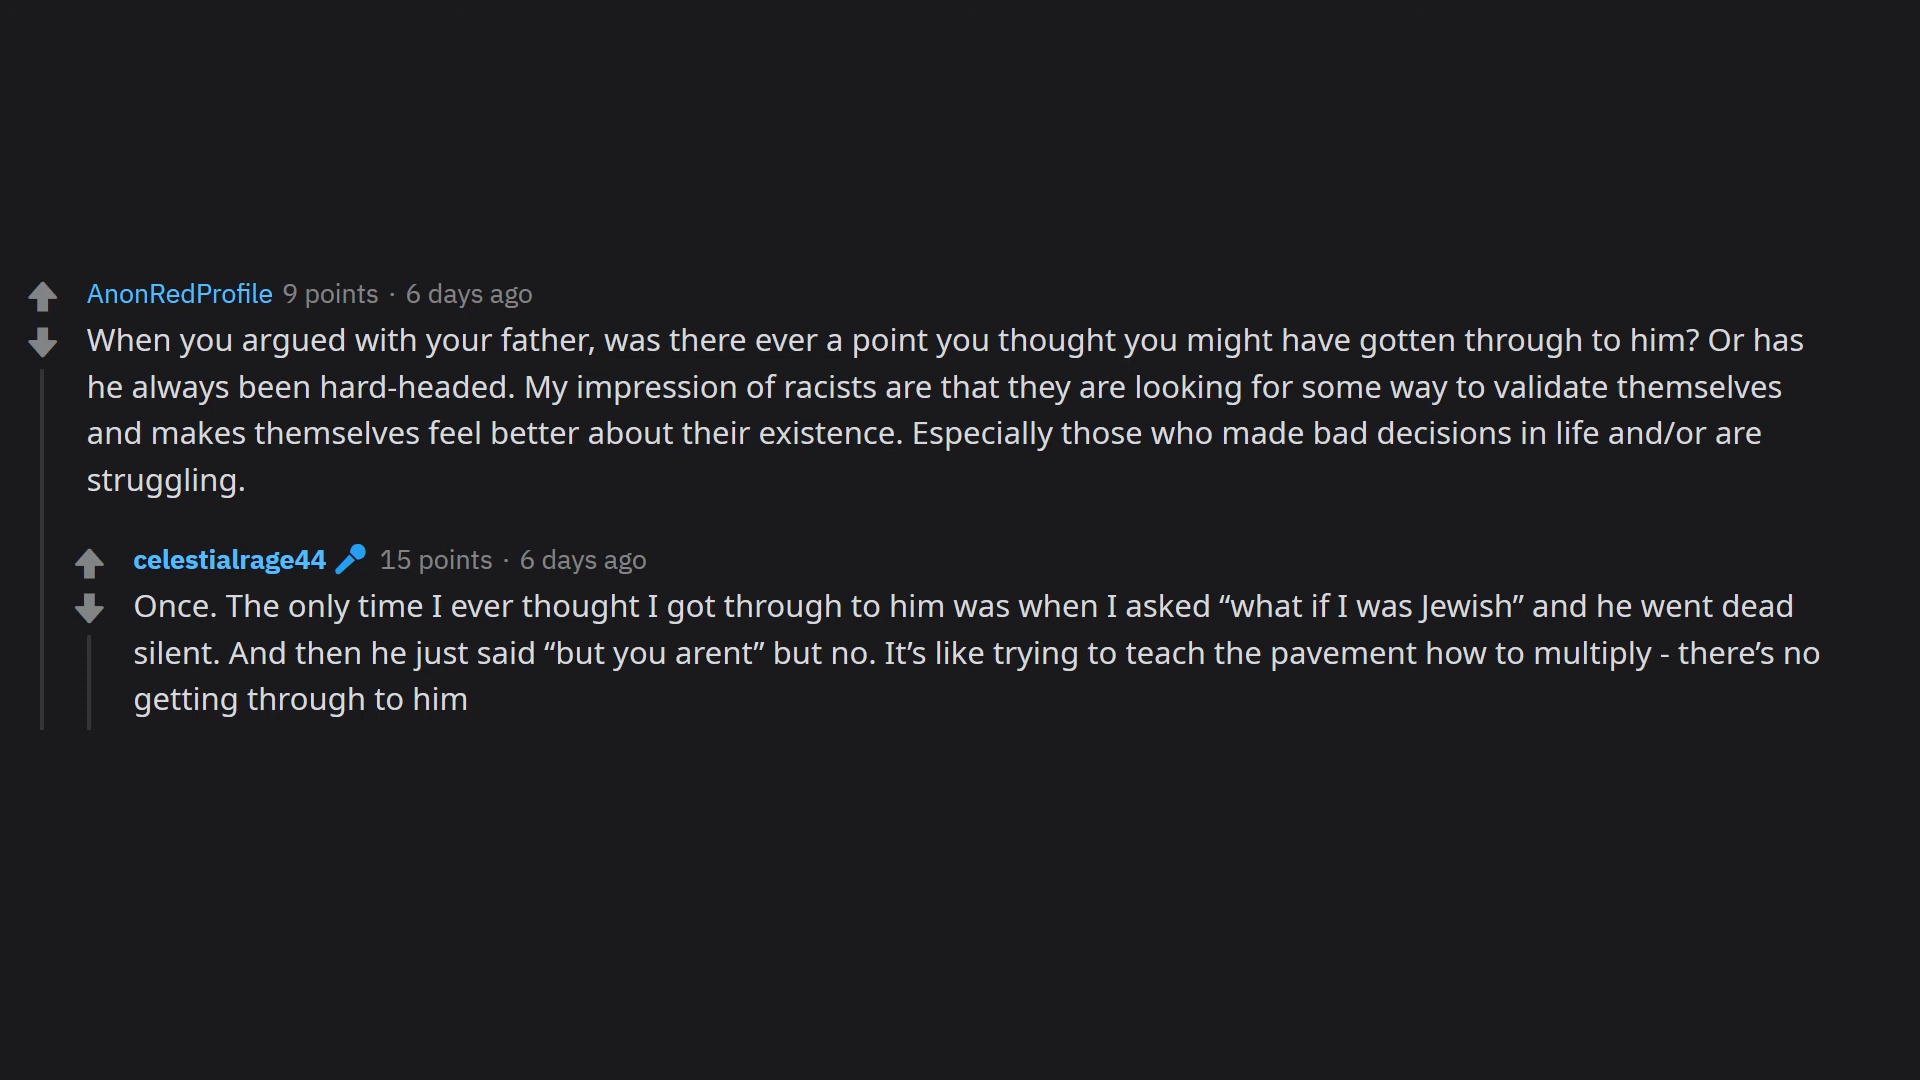 AnonRedProfile 9 points · 6 days ago
When you argued with your father, was there ever a point you thought you might have gotten through to him? Or has
he always been hard-headed. My impression of racists are that they are looking for some way to validate themselves
and makes themselves feel better about their existence. Especially those who made bad decisions in life and/or are
struggling.
celestialrage44 15 points · 6 days ago
Once. The only time I ever thought I got through to him was when I asked “what if I was Jewish” and he went dead
silent. And then he just said “but you arent” but no. It’s like trying to teach the pavement how to multiply - there’s no
getting through to him